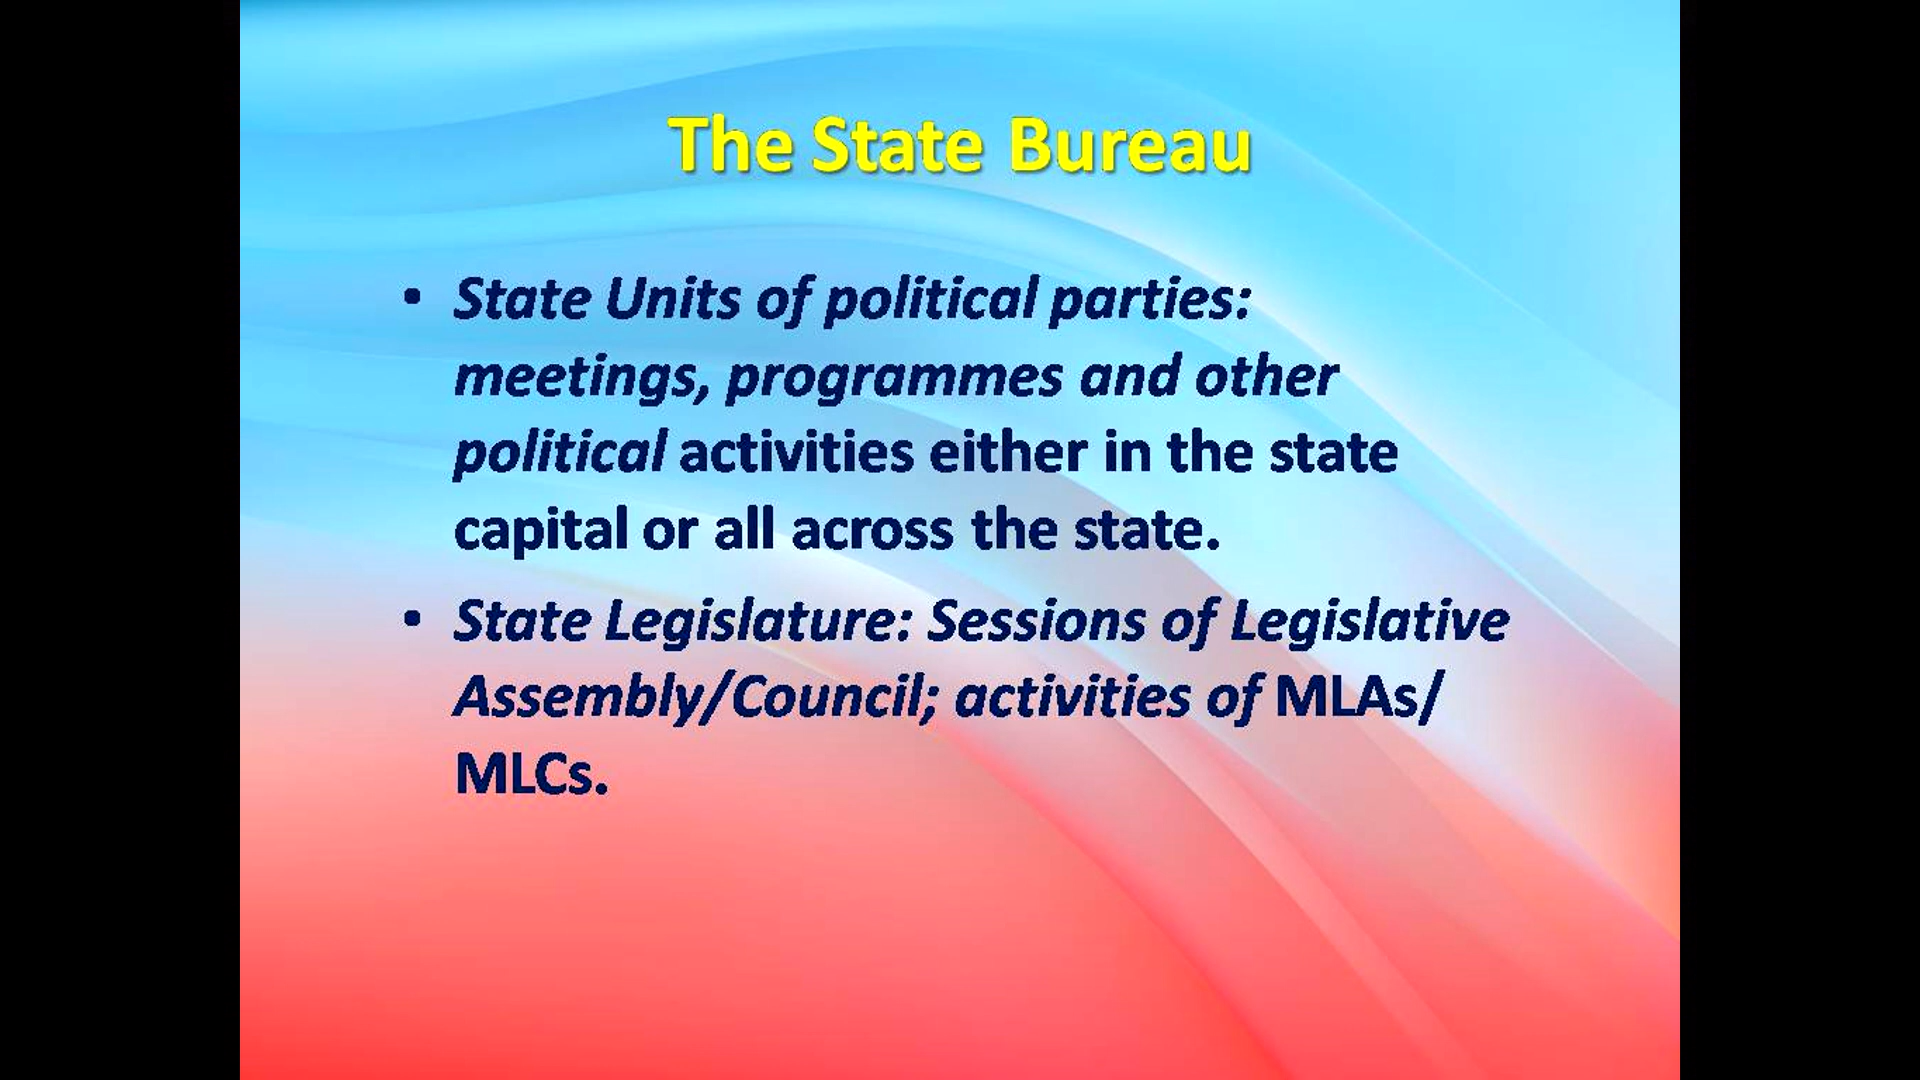 The State Bureau
• State Units of political parties:
meetings, programmes and other
political activities either in the state
capital or all across the state.
• State Legislature: Sessions of Legislative
Assembly/Council; activities of MLAs/
MLCs.